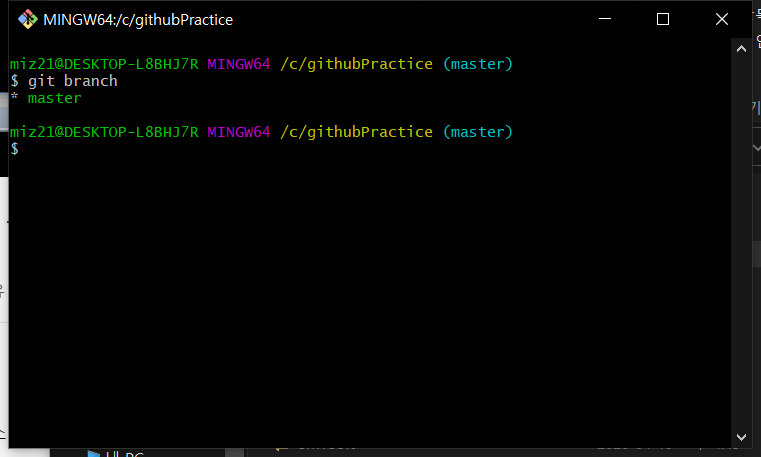 MINGW64:/c/githubPractice
miz21@DESKTOP-L8BHJ7R MINGW64 /c/githubPractice (master)
$ git branch
* master
miz21@DESKTOP-L8BHJ7R MINGW64 /c/githubPractice (master)
$